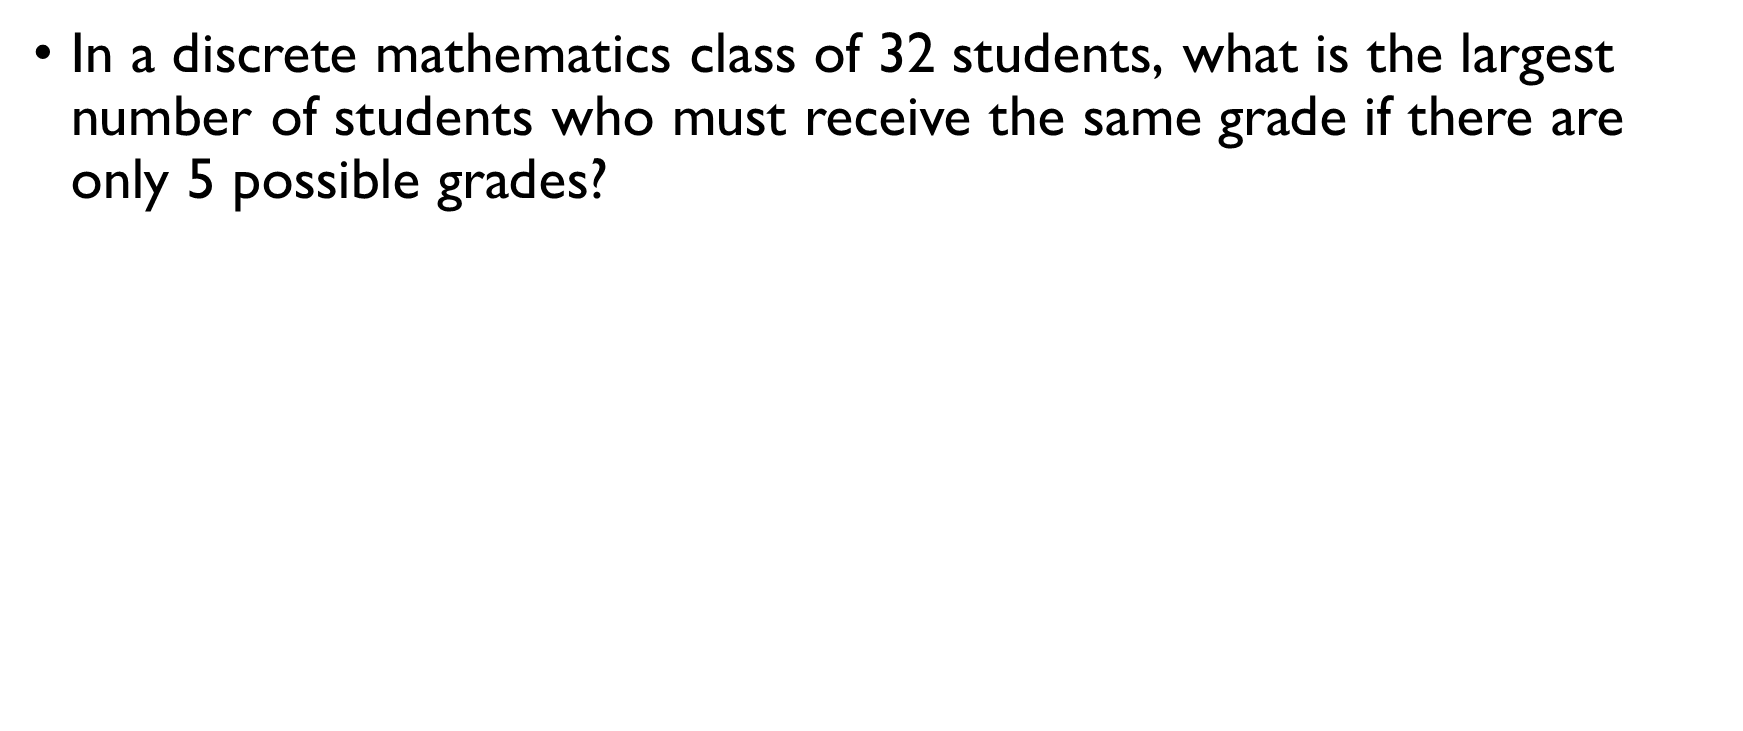 • In a discrete mathematics class of 32 students, what is the largest
number of students who must receive the same grade if there are
only 5 possible grades?